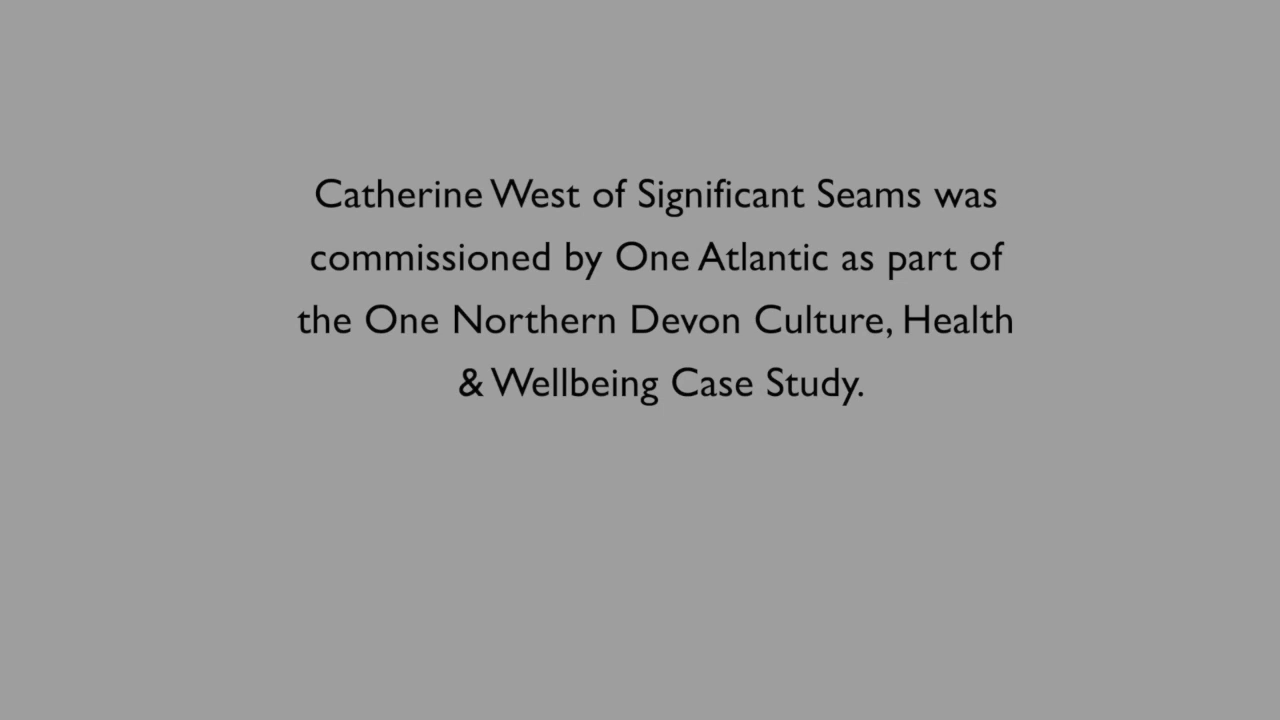 Catherine West of Significant Seams was
commissioned by One Atlantic as part of
the One Northern Devon Culture, Health
& Wellbeing Case Study.